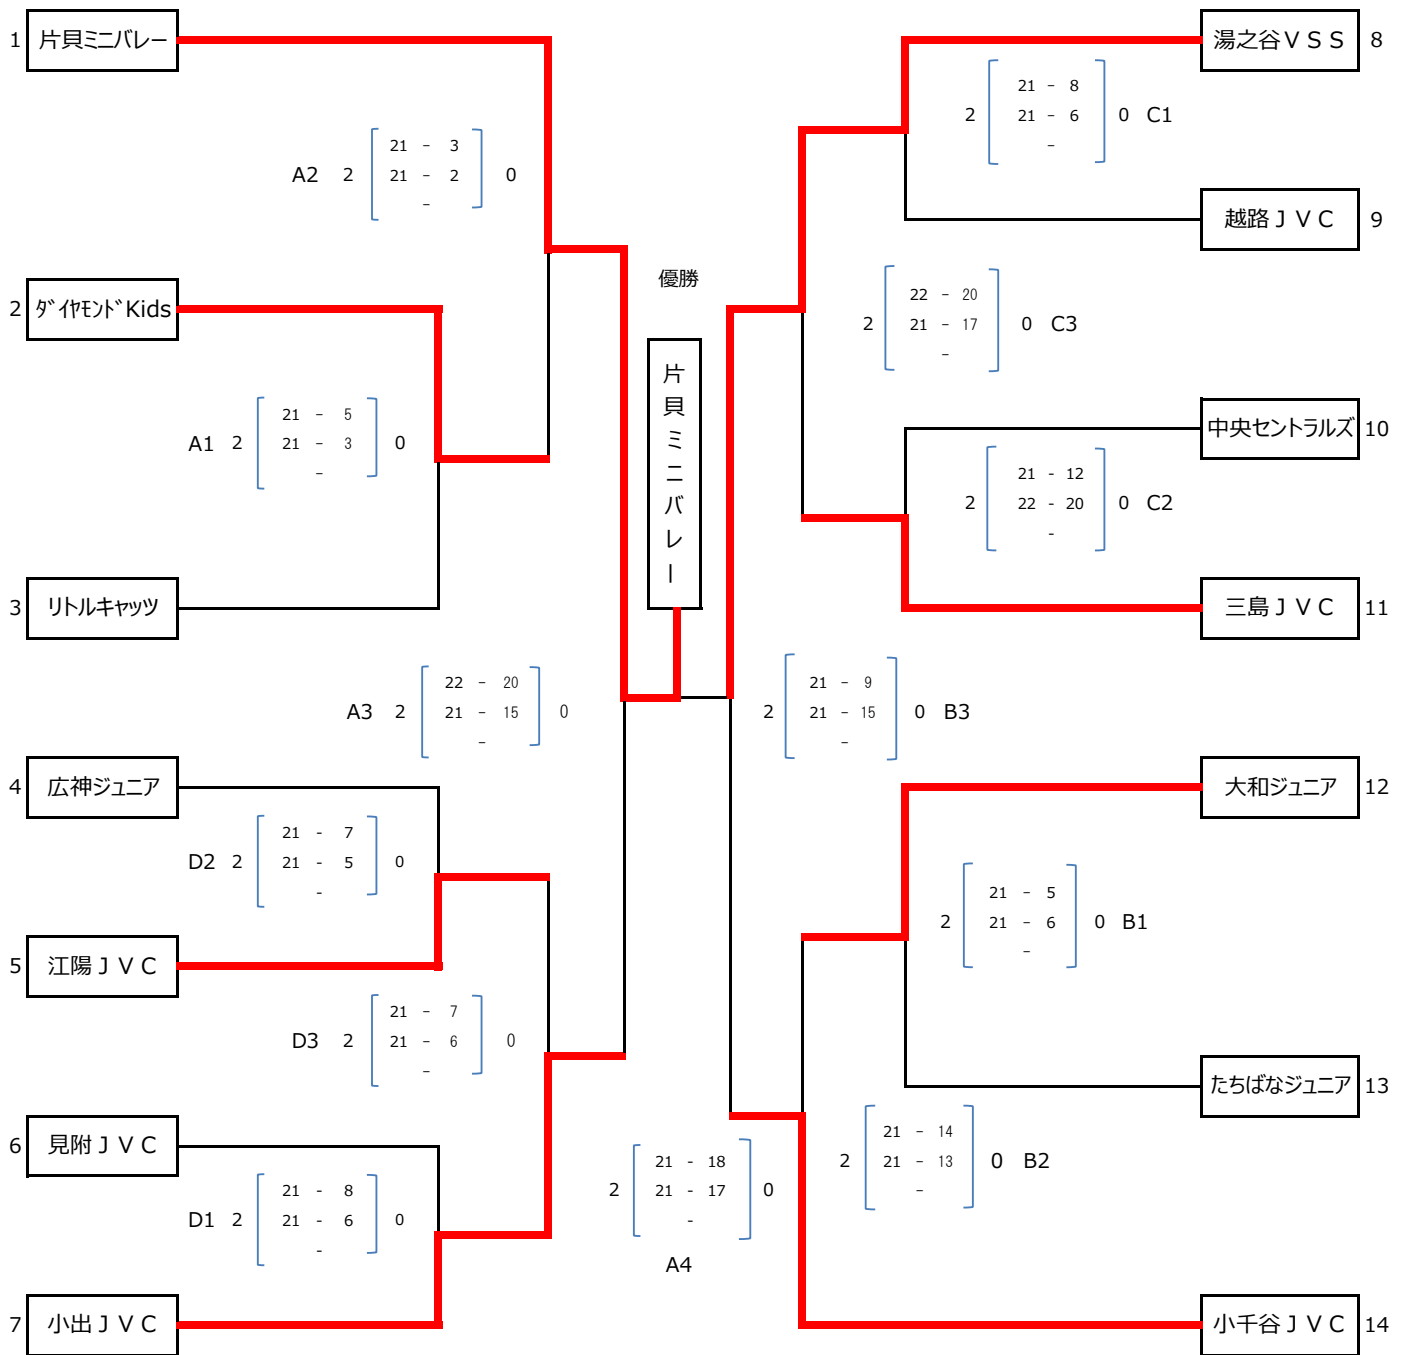 1 片貝ミニバレー
湯之谷ＶＳＳ 8
21 - 8
2 21 - 6 0 C1
-
21 - 3
A2 2 21 - 2 0
-
越路ＪＶＣ 9
優勝
2 ﾀﾞｲﾔﾓﾝﾄﾞKids
22 - 20
2 21 - 17 0 C3
-
片貝ミニバレー
21 - 5
A1 2 21 - 3 0
-
中央セントラルズ 10
21 - 12
2 22 - 20 0 C2
-
3 リトルキャッツ
三島ＪＶＣ 11
22 - 20
A3 2 21 - 15 0
-
21 - 9
2 21 - 15 0 B3
-
4 広神ジュニア
大和ジュニア 12
21 - 7
D2 2 21 - 5 0
-
21 - 5
2 21 - 6 0 B1
-
5 江陽ＪＶＣ
21 - 7
D3 2 21 - 6 0
-
たちばなジュニア 13
6 見附ＪＶＣ
21 - 14
2 21 - 13 0 B2
-
21 - 18
2 21 - 17 0
-
A4
21 - 8
D1 2 21 - 6 0
-
7 小出ＪＶＣ
小千谷ＪＶＣ 14